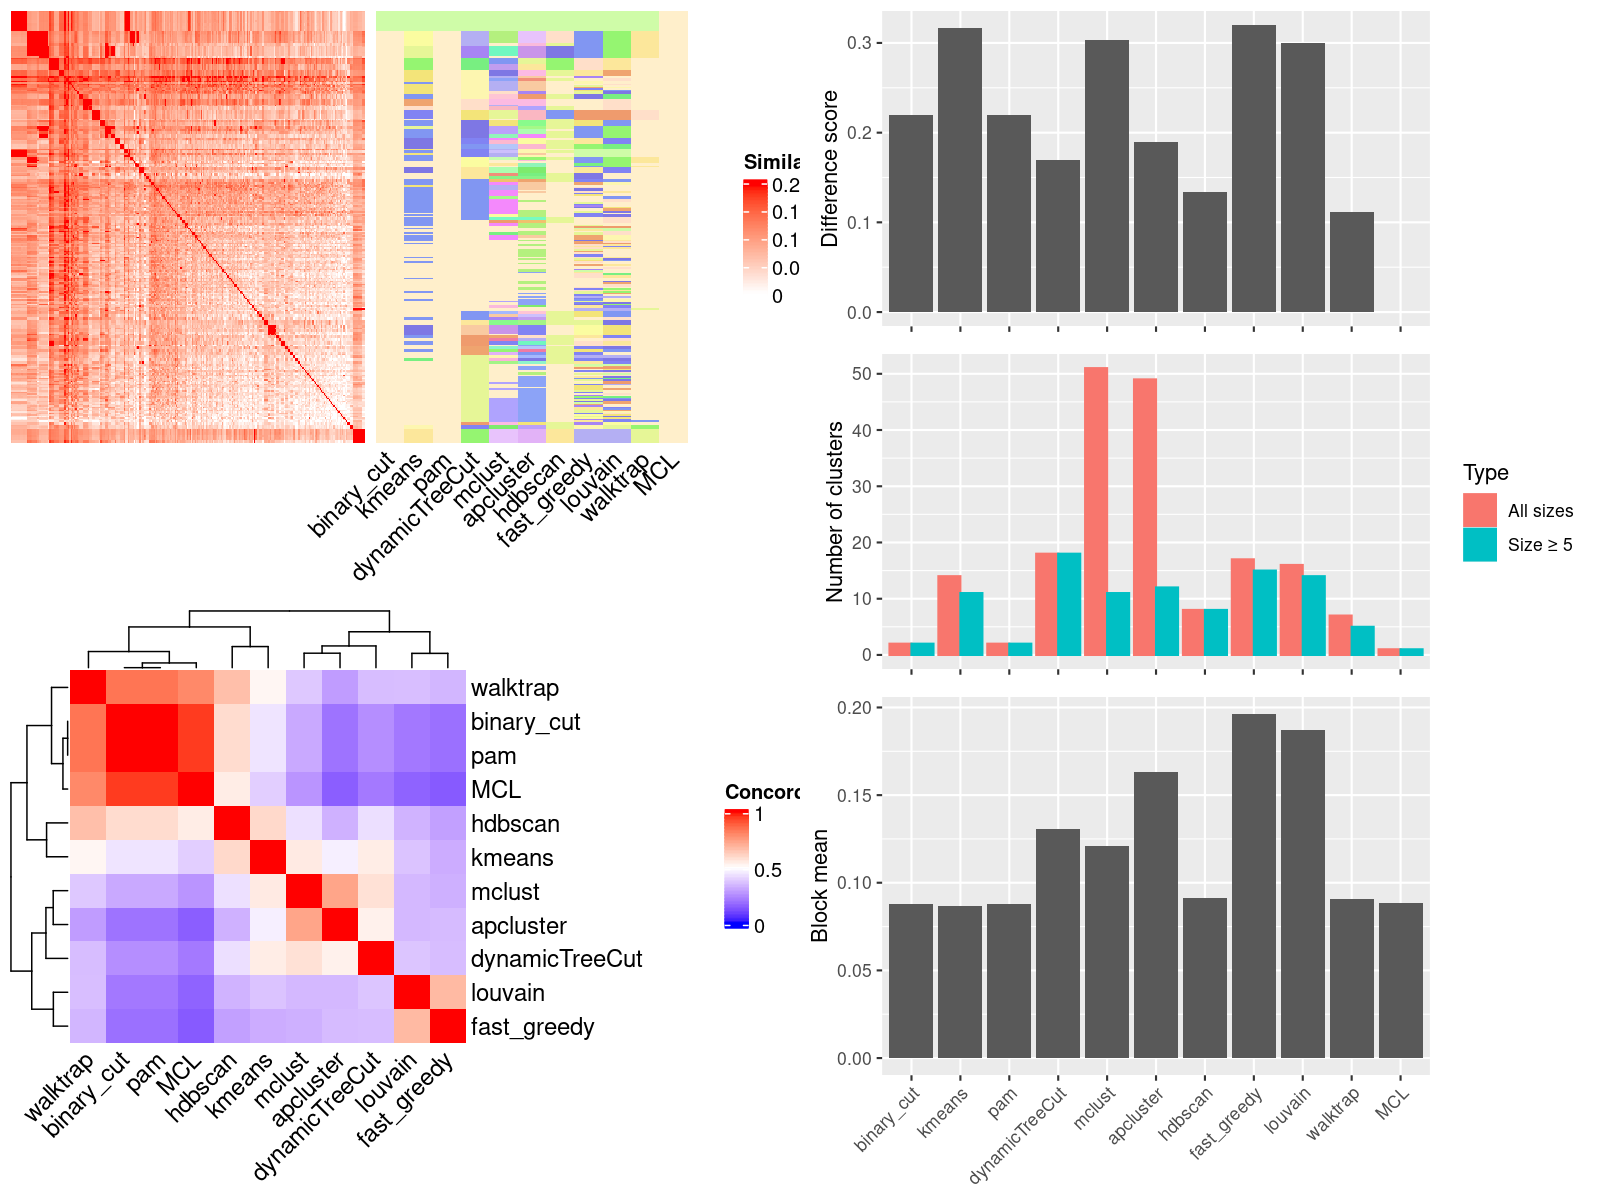 Simila
0.2
0.1
0.1
0.0
0
binary_cut
kmeans
pam
dynamicTreeCut
mclust
apcluster
hdbscan
fast_greedy
louvain
walktrap
MCL
walktrap
binary_cut
pam
MCL
hdbscan
kmeans
mclust
apcluster
dynamicTreeCut
louvain
fast_greedy
Concord
1
0.5
0
walktrap
binary_cut
pam
MCL
hdbscan
kmeans
mclust
apcluster
dynamicTreeCut
louvain
fast_greedy
Difference score
0.3
0.2
0.1
0.0
Number of clusters
50
40
30
20
10
0
Type
All sizes
Size ≥ 5
Block mean
0.20
0.15
0.10
0.05
0.00
binary_cut
kmeans
pam
dynamicTreeCut
mclust
apcluster
hdbscan
fast_greedy
louvain
walktrap
MCL